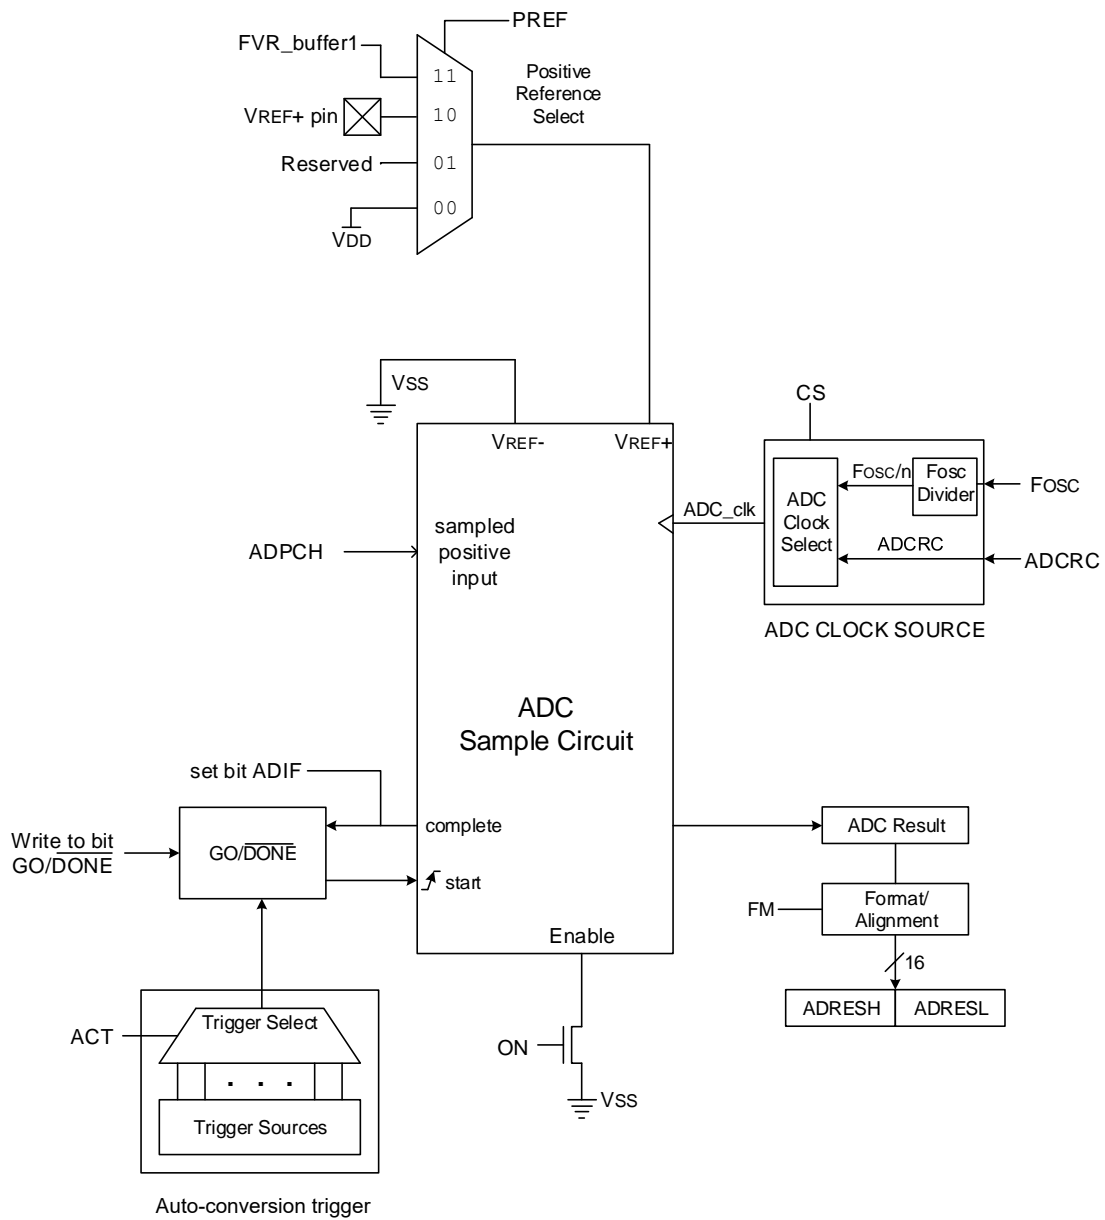 PREF
FVR_buffer1
11
Positive
Reference
Select
VREF+ pin
10
Reserved
01
00
VDD
VSS
VREF-
VREF+
CS
ADC
Clock
Select
Fosc/n
Fosc
Divider
FOSC
ADCRC
ADCRC
ADC_clk
ADC CLOCK SOURCE
ADPCH
sampled
positive
input
ADC
Sample Circuit
set bit ADIF
complete
Write to bit
GO/DONE
GO/DONE
start
Enable
ADC Result
FM
Format/
Alignment
16
ADRESH
ADRESL
ACT
Trigger Select
. . .
Trigger Sources
Auto-conversion trigger
ON
VSS